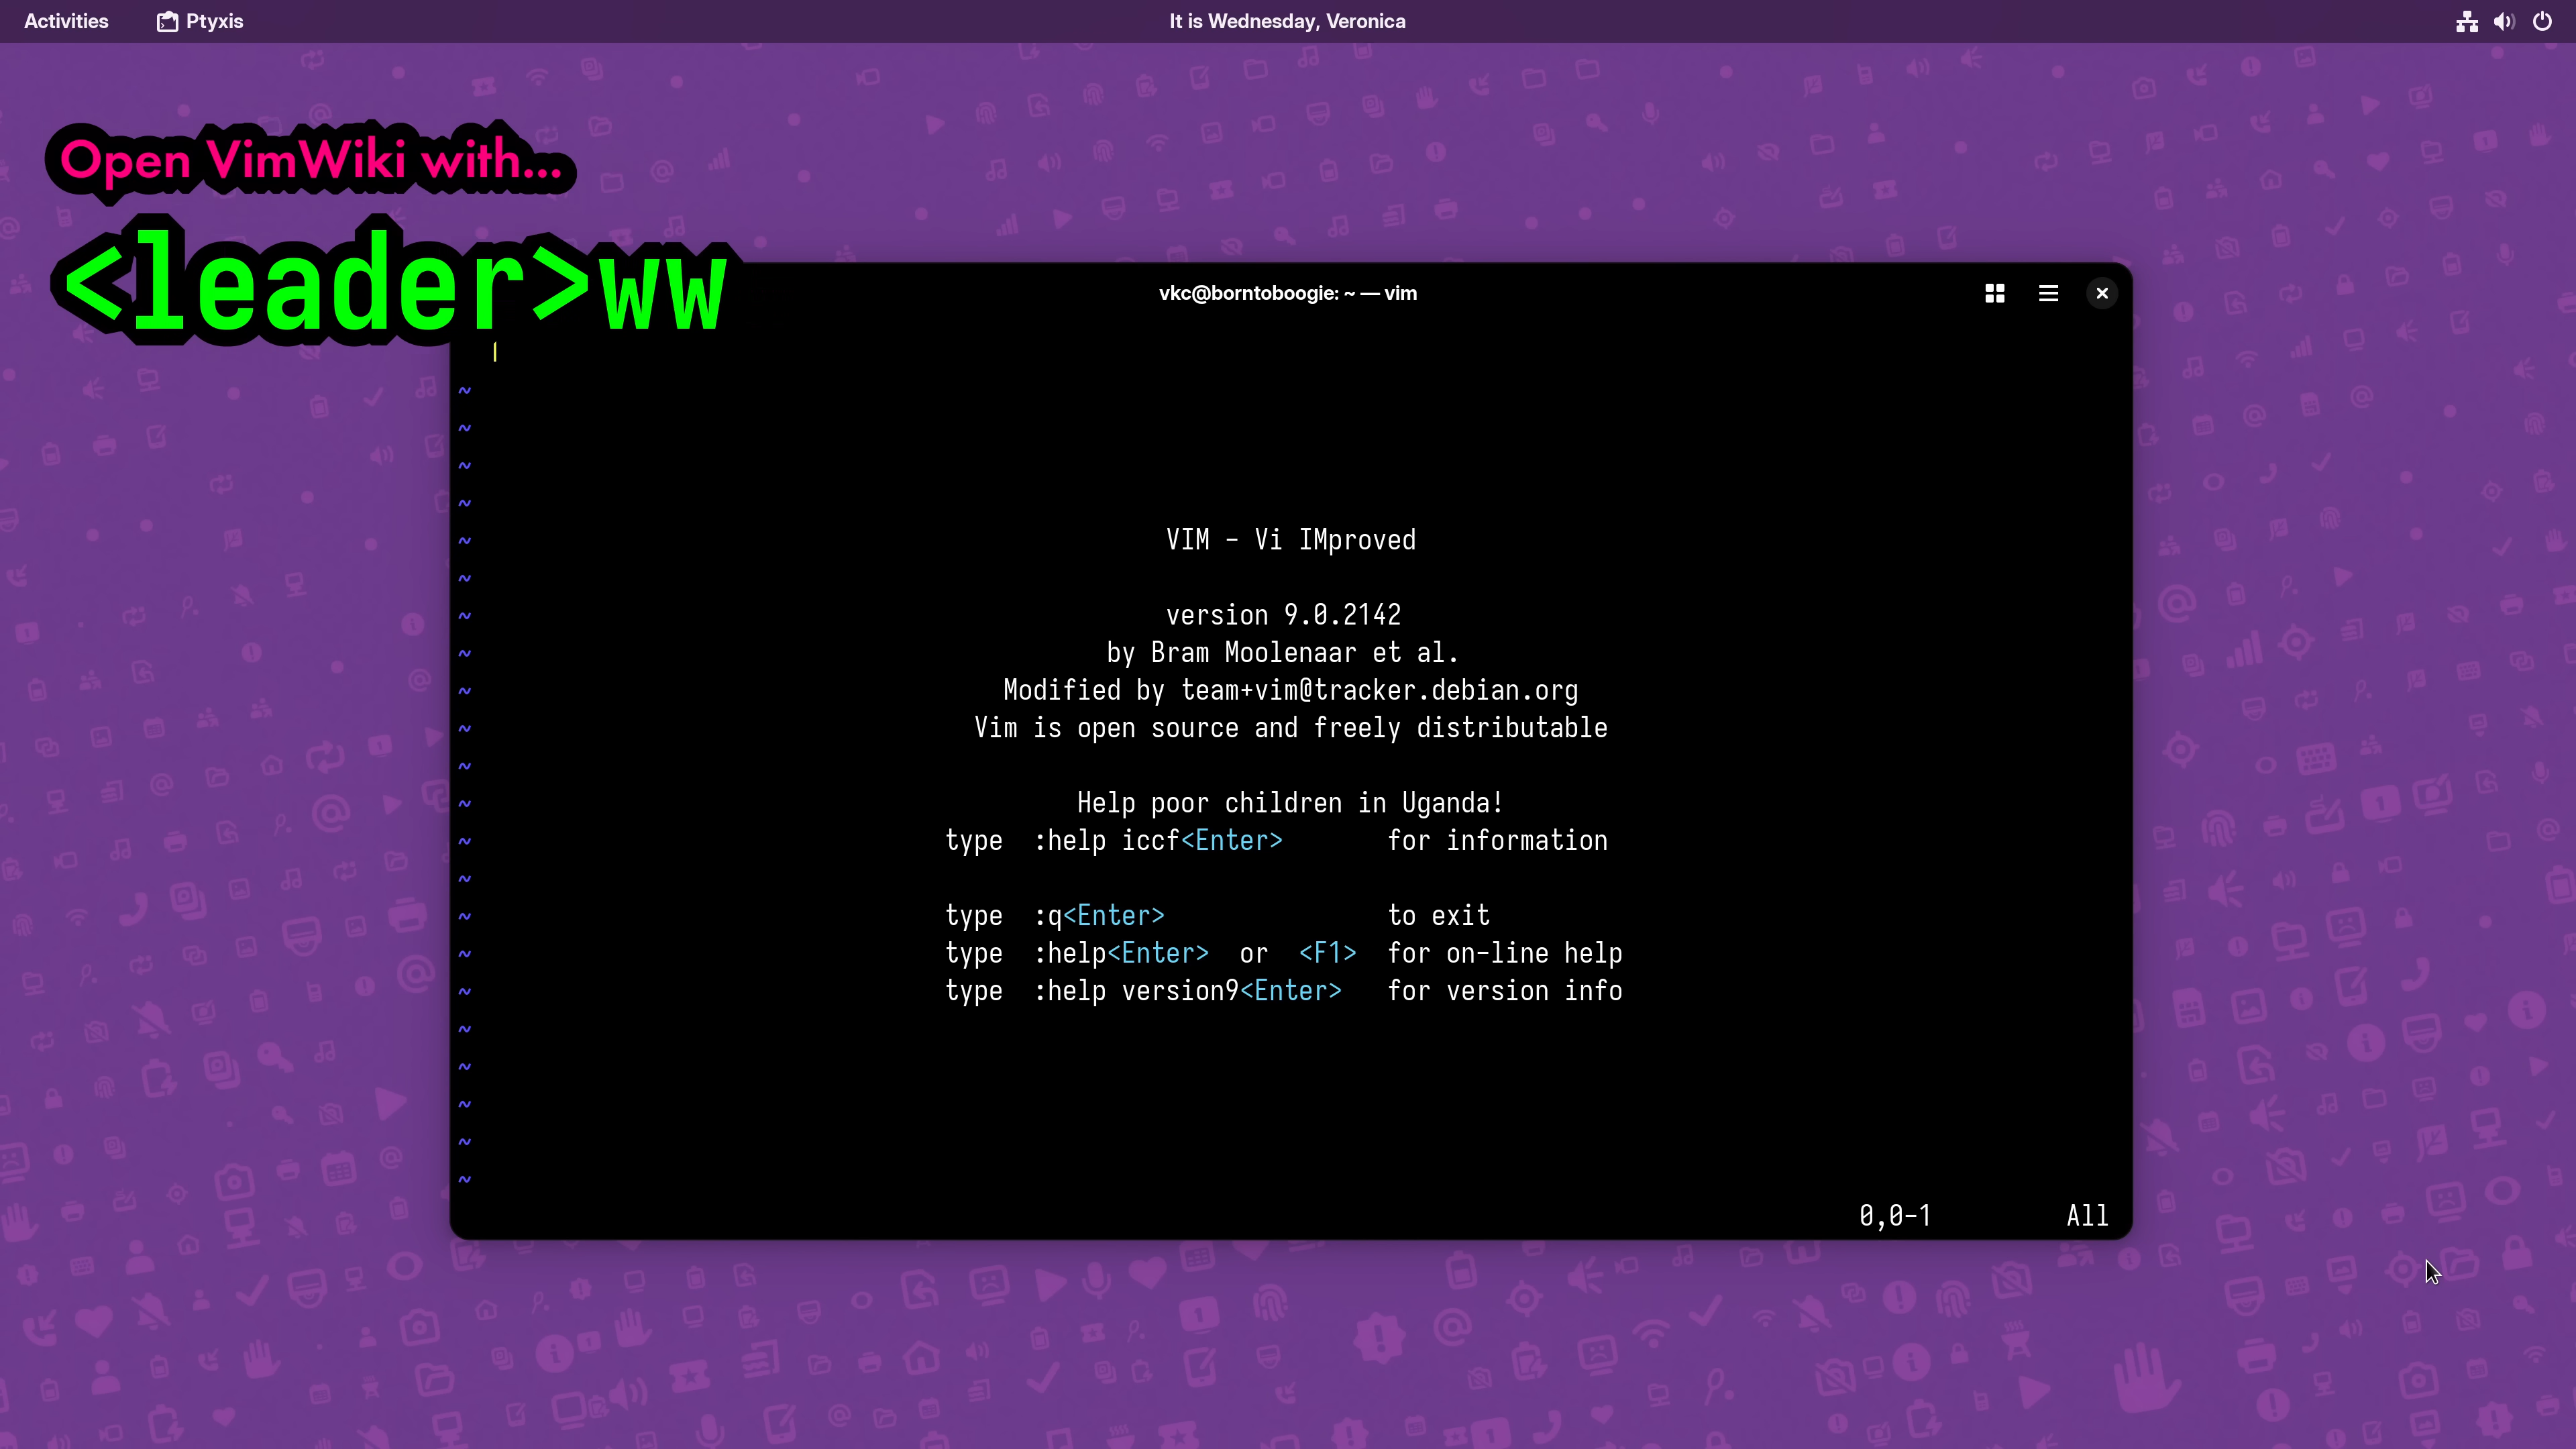 Activities Ptyxis It is Wednesday, Veronica
Open VimWiki with...
<leader>ww
vkc@borntoboogie: ~ — vim
~
~
~
~
~
VIM - Vi IMproved
~
~
version 9.0.2142
~
by Bram Moolenaar et al.
~
Modified by team+vim@tracker.debian.org
~
Vim is open source and freely distributable
~
~
Help poor children in Uganda!
~
type :help iccf<Enter> for information
~
~
type :q<Enter> to exit
~
type :help<Enter> or <F1> for on-line help
~
type :help version9<Enter> for version info
~
~
~
~
~
0,0-1 All